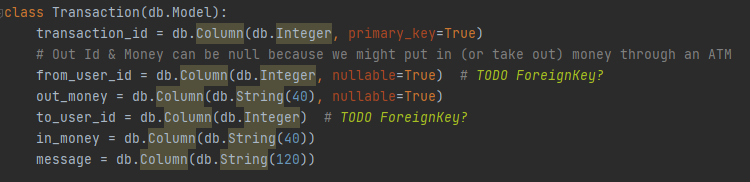 class Transaction(db.Model):
    transaction_id = db.Column(db.Integer, primary_key=True)
    # Out Id & Money can be null because we might put in (or take out) money through an ATM
    from_user_id = db.Column(db.Integer, nullable=True)  # TODO ForeignKey?
    out_money = db.Column(db.String(40), nullable=True)
    to_user_id = db.Column(db.Integer)  # TODO ForeignKey?
    in_money = db.Column(db.String(40))
    message = db.Column(db.String(120))